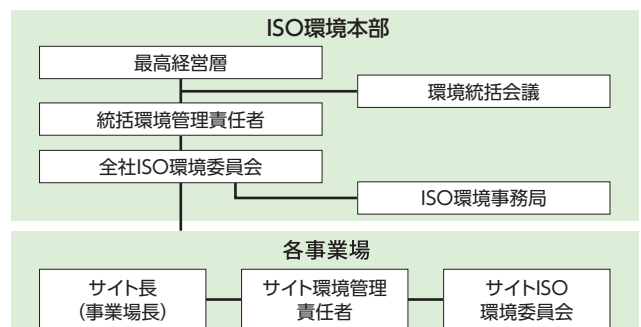 ISO環境本部
最高経営層
環境統括会議
統括環境管理責任者
全社ISO環境委員会
ISO環境事務局
各事業場
サイト長
(事業場長)
サイト環境管理
責任者
サイトISO
環境委員会